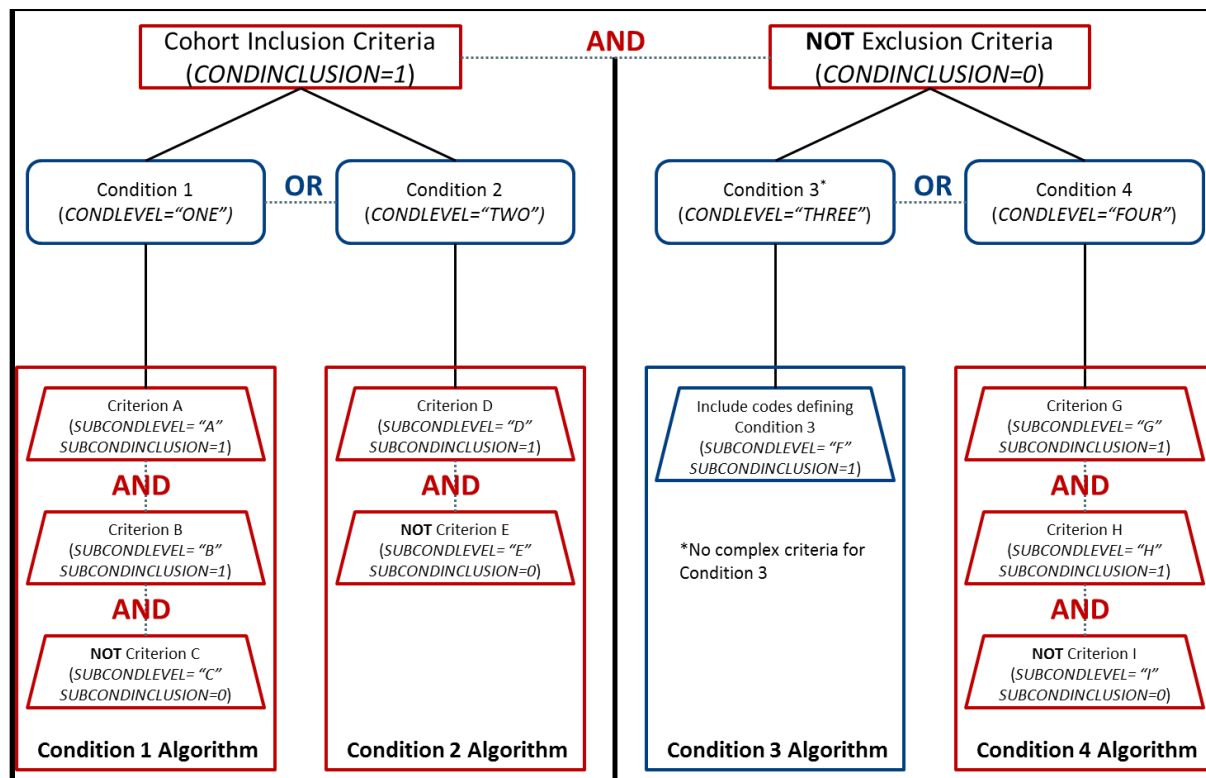 Cohort Inclusion Criteria
(CONDINCLUSION=1)
AND
NOT Exclusion Criteria
(CONDINCLUSION=0)
Condition 1
(CONDLEVEL=“ONE”)
OR
Condition 2
(CONDLEVEL=“TWO”)
Condition 3*
(CONDLEVEL=“THREE”)
OR
Condition 4
(CONDLEVEL=“FOUR”)
Criterion A
(SUBCONDLEVEL= “A”
SUBCONDINCLUSION=1)
AND
Criterion B
(SUBCONDLEVEL= “B”
SUBCONDINCLUSION=1)
AND
NOT Criterion C
(SUBCONDLEVEL= “C”
SUBCONDINCLUSION=0)
Condition 1 Algorithm
Criterion D
(SUBCONDLEVEL= “D”
SUBCONDINCLUSION=1)
AND
NOT Criterion E
(SUBCONDLEVEL= “E”
SUBCONDINCLUSION=0)
Condition 2 Algorithm
Include codes defining
Condition 3
(SUBCONDLEVEL= “F”
SUBCONDINCLUSION=1)
*No complex criteria for
Condition 3
Condition 3 Algorithm
Criterion G
(SUBCONDLEVEL= “G”
SUBCONDINCLUSION=1)
AND
Criterion H
(SUBCONDLEVEL= “H”
SUBCONDINCLUSION=1)
AND
NOT Criterion I
(SUBCONDLEVEL= “I”
SUBCONDINCLUSION=0)
Condition 4 Algorithm